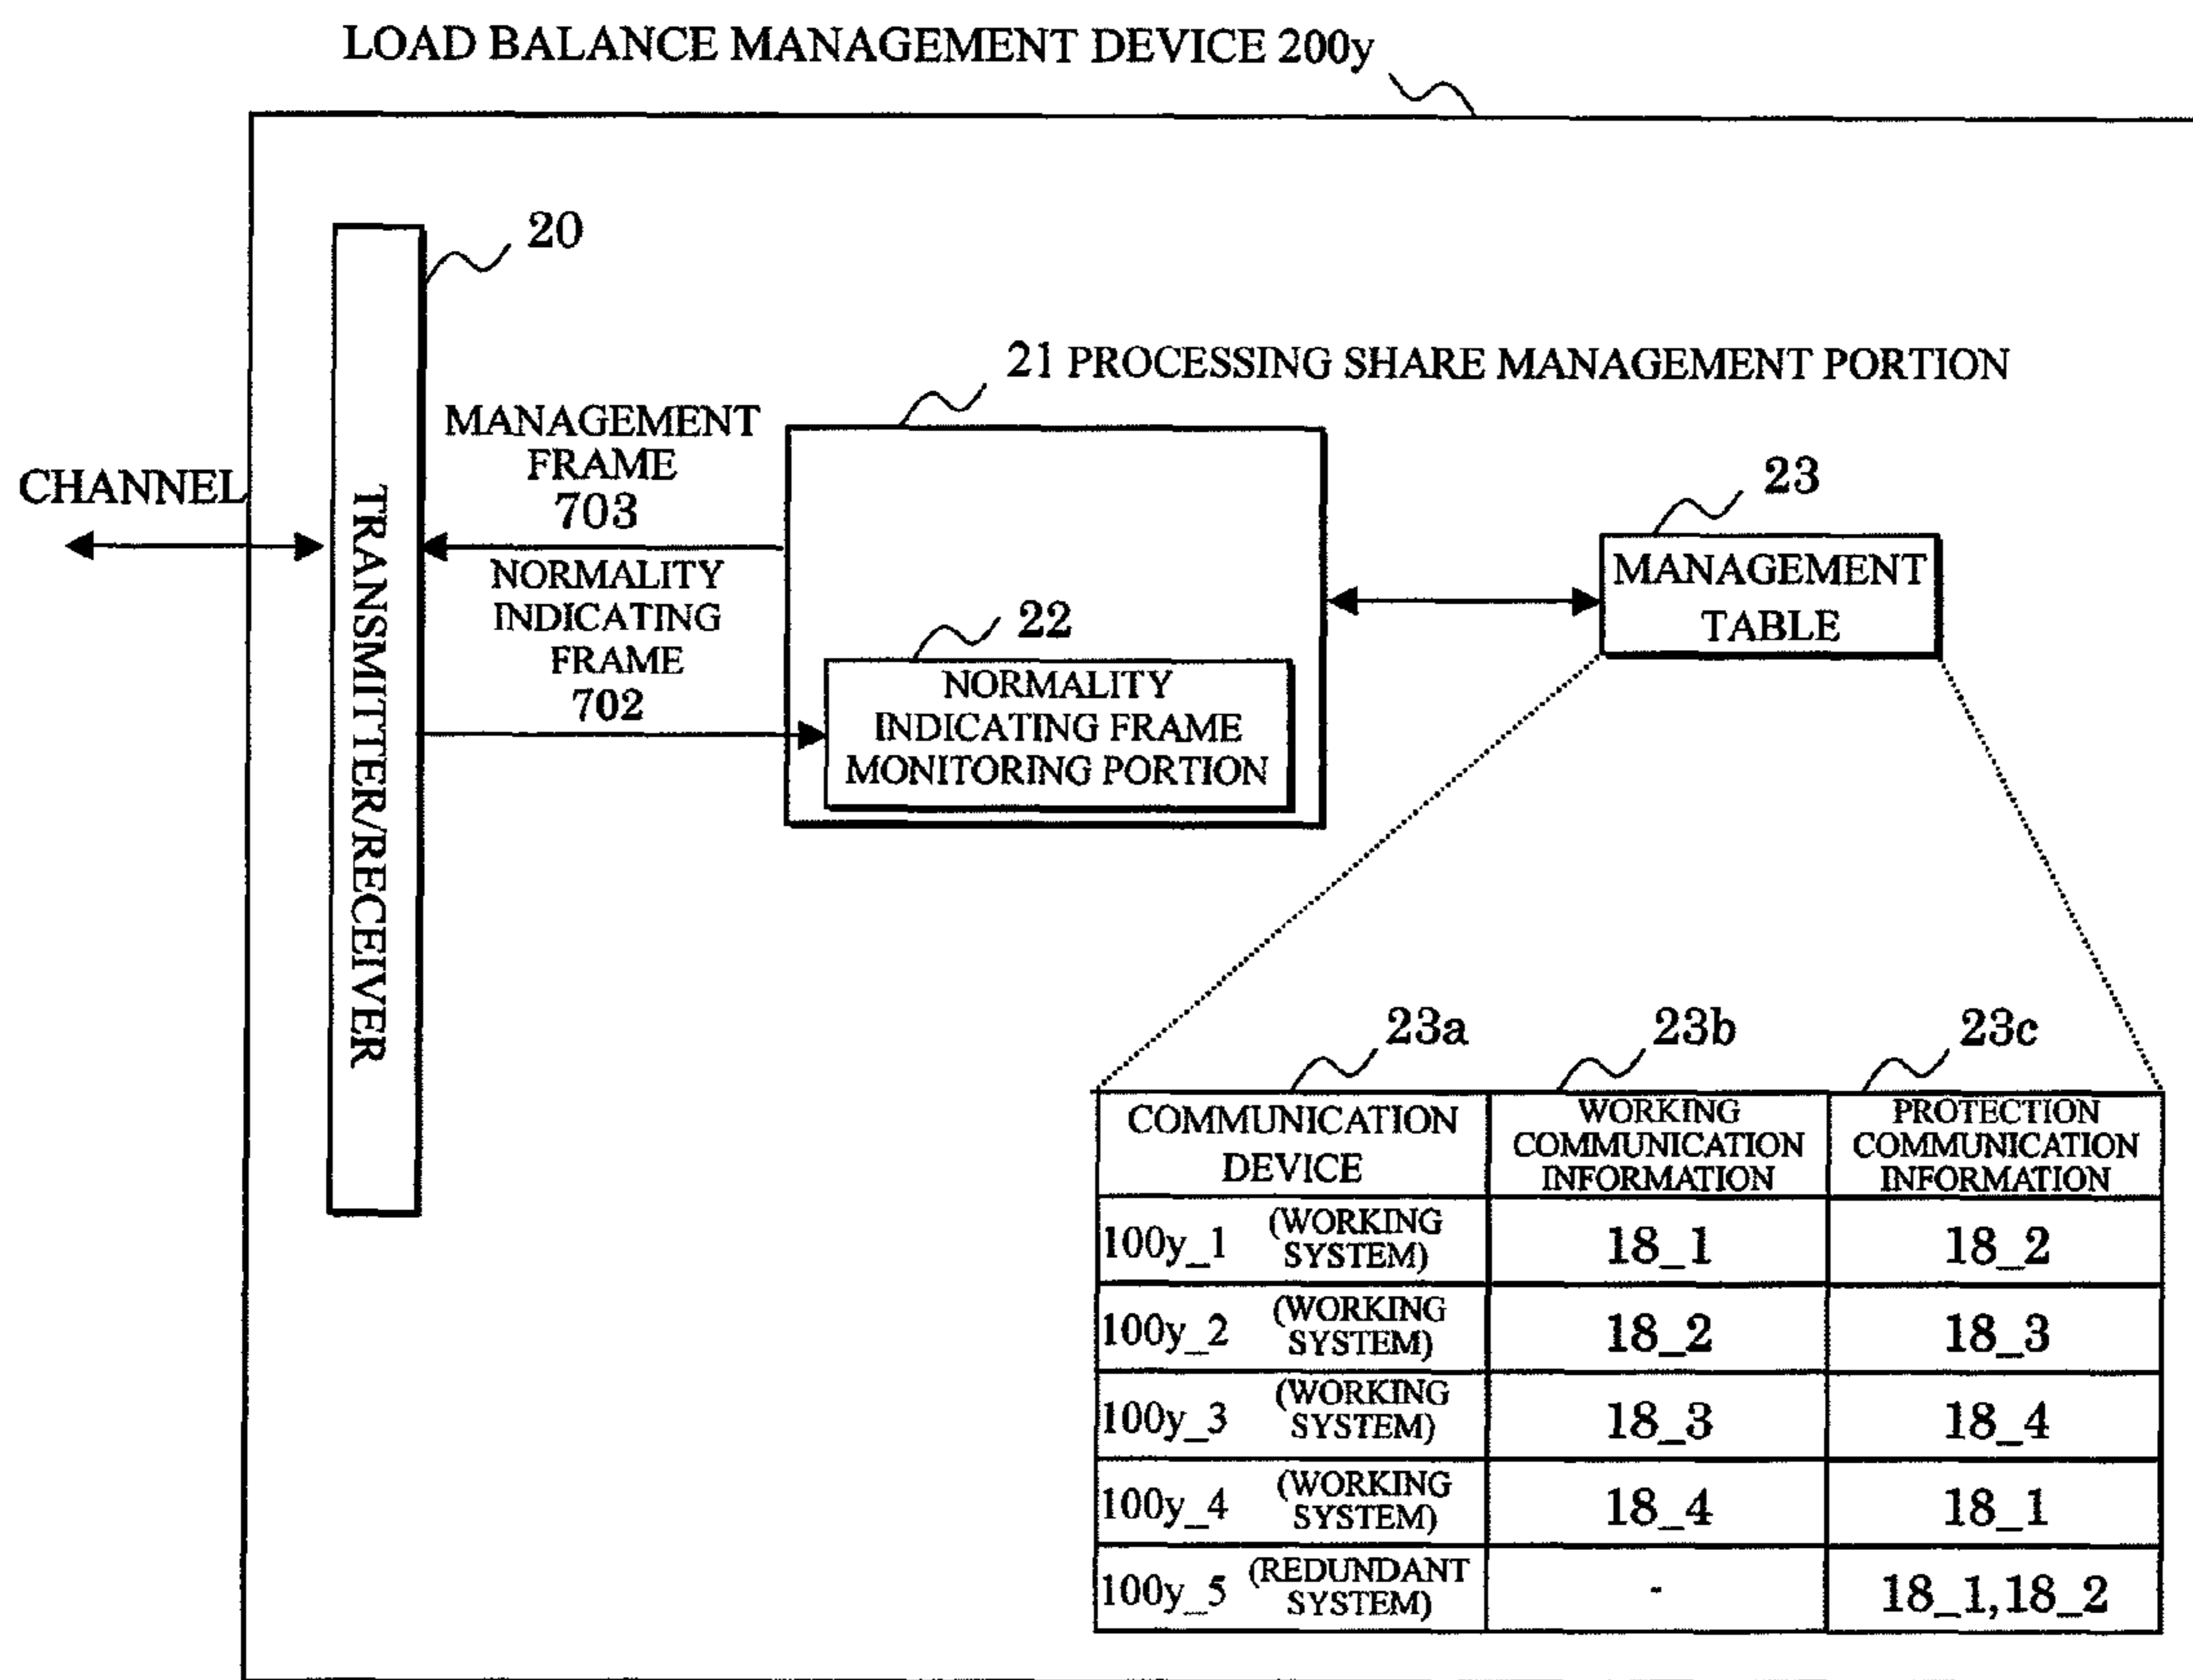 LOAD BALANCE MANAGEMENT DEVICE 200y
20
21 PROCESSING SHARE MANAGEMENT PORTION
MANAGEMENT
FRAME
703
CHANNEL
23
TRANSMITTER/RECEIVER
NORMALITY
INDICATING
FRAME
702
MANAGEMENT
TABLE
22
NORMALITY
INDICATING FRAME
MONITORING PORTION
23a
23b
23c
COMMUNICATION
DEVICE
WORKING
COMMUNICATION
INFORMATION
PROTECTION
COMMUNICATION
INFORMATION
100y_1 (WORKING
SYSTEM)
18_1
18_2
100y_2 (WORKING
SYSTEM)
18_2
18_3
100y_3 (WORKING
SYSTEM)
18_3
18_4
100y_4 (WORKING
SYSTEM)
18_4
18_1
100y_5 (REDUNDANT
SYSTEM)
-
18_1,18_2